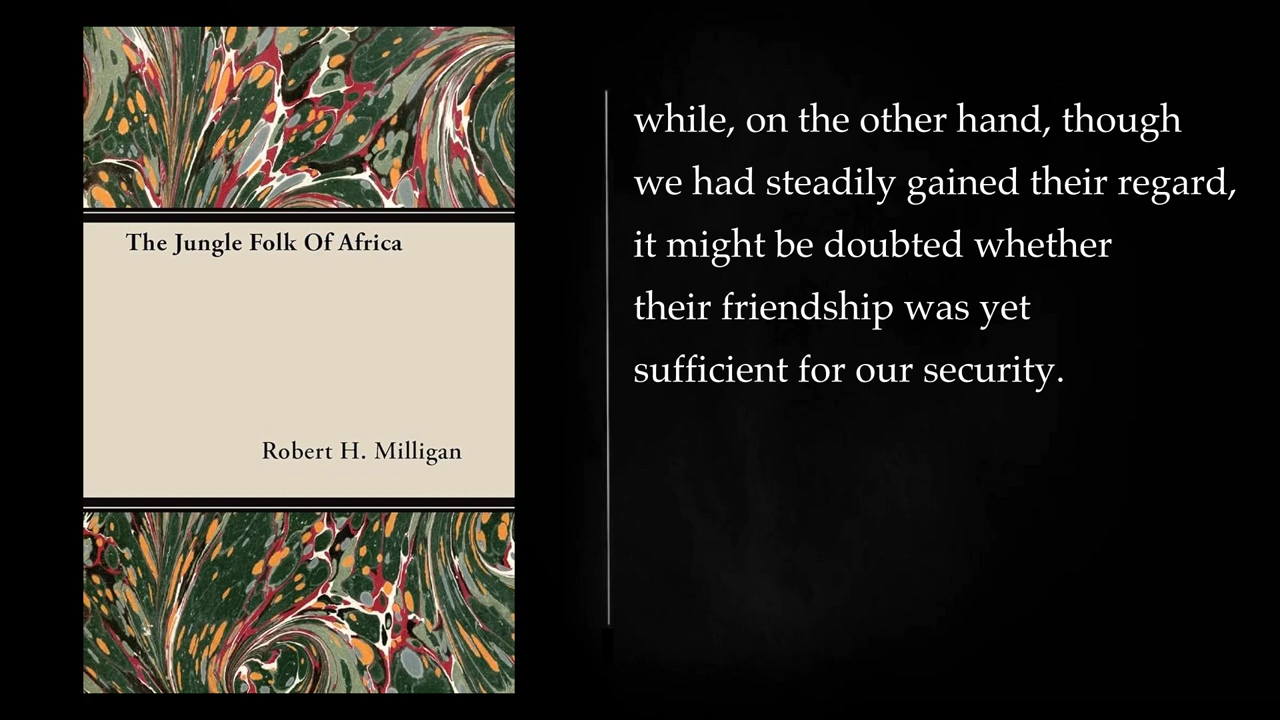 The Jungle Folk Of Africa
Robert H. Milligan
while, on the other hand, though
we had steadily gained their regard,
it might be doubted whether
their friendship was yet
sufficient for our security.